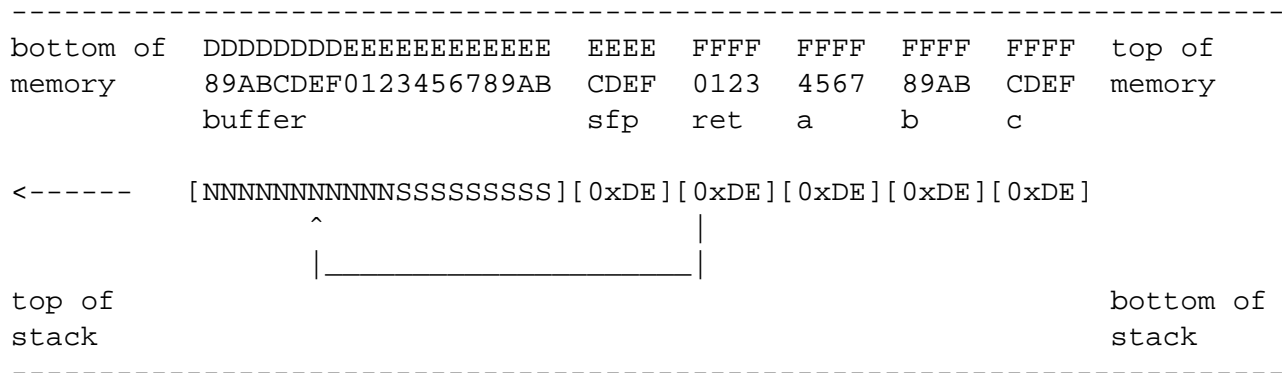 ------------------------------------------------------------------------
bottom of  DDDDDDDDEEEEEEEEEEEE  EEEE  FFFF  FFFF  FFFF  FFFF  top of
memory     89ABCDEF0123456789AB  CDEF  0123  4567  89AB  CDEF  memory
           buffer                sfp   ret   a     b     c
<------   [NNNNNNNNNNNSSSSSSSSS][0xDE][0xDE][0xDE][0xDE][0xDE]
                 ^                     |
                 |_____________________|
top of                                                         bottom of
stack                                                          stack
------------------------------------------------------------------------